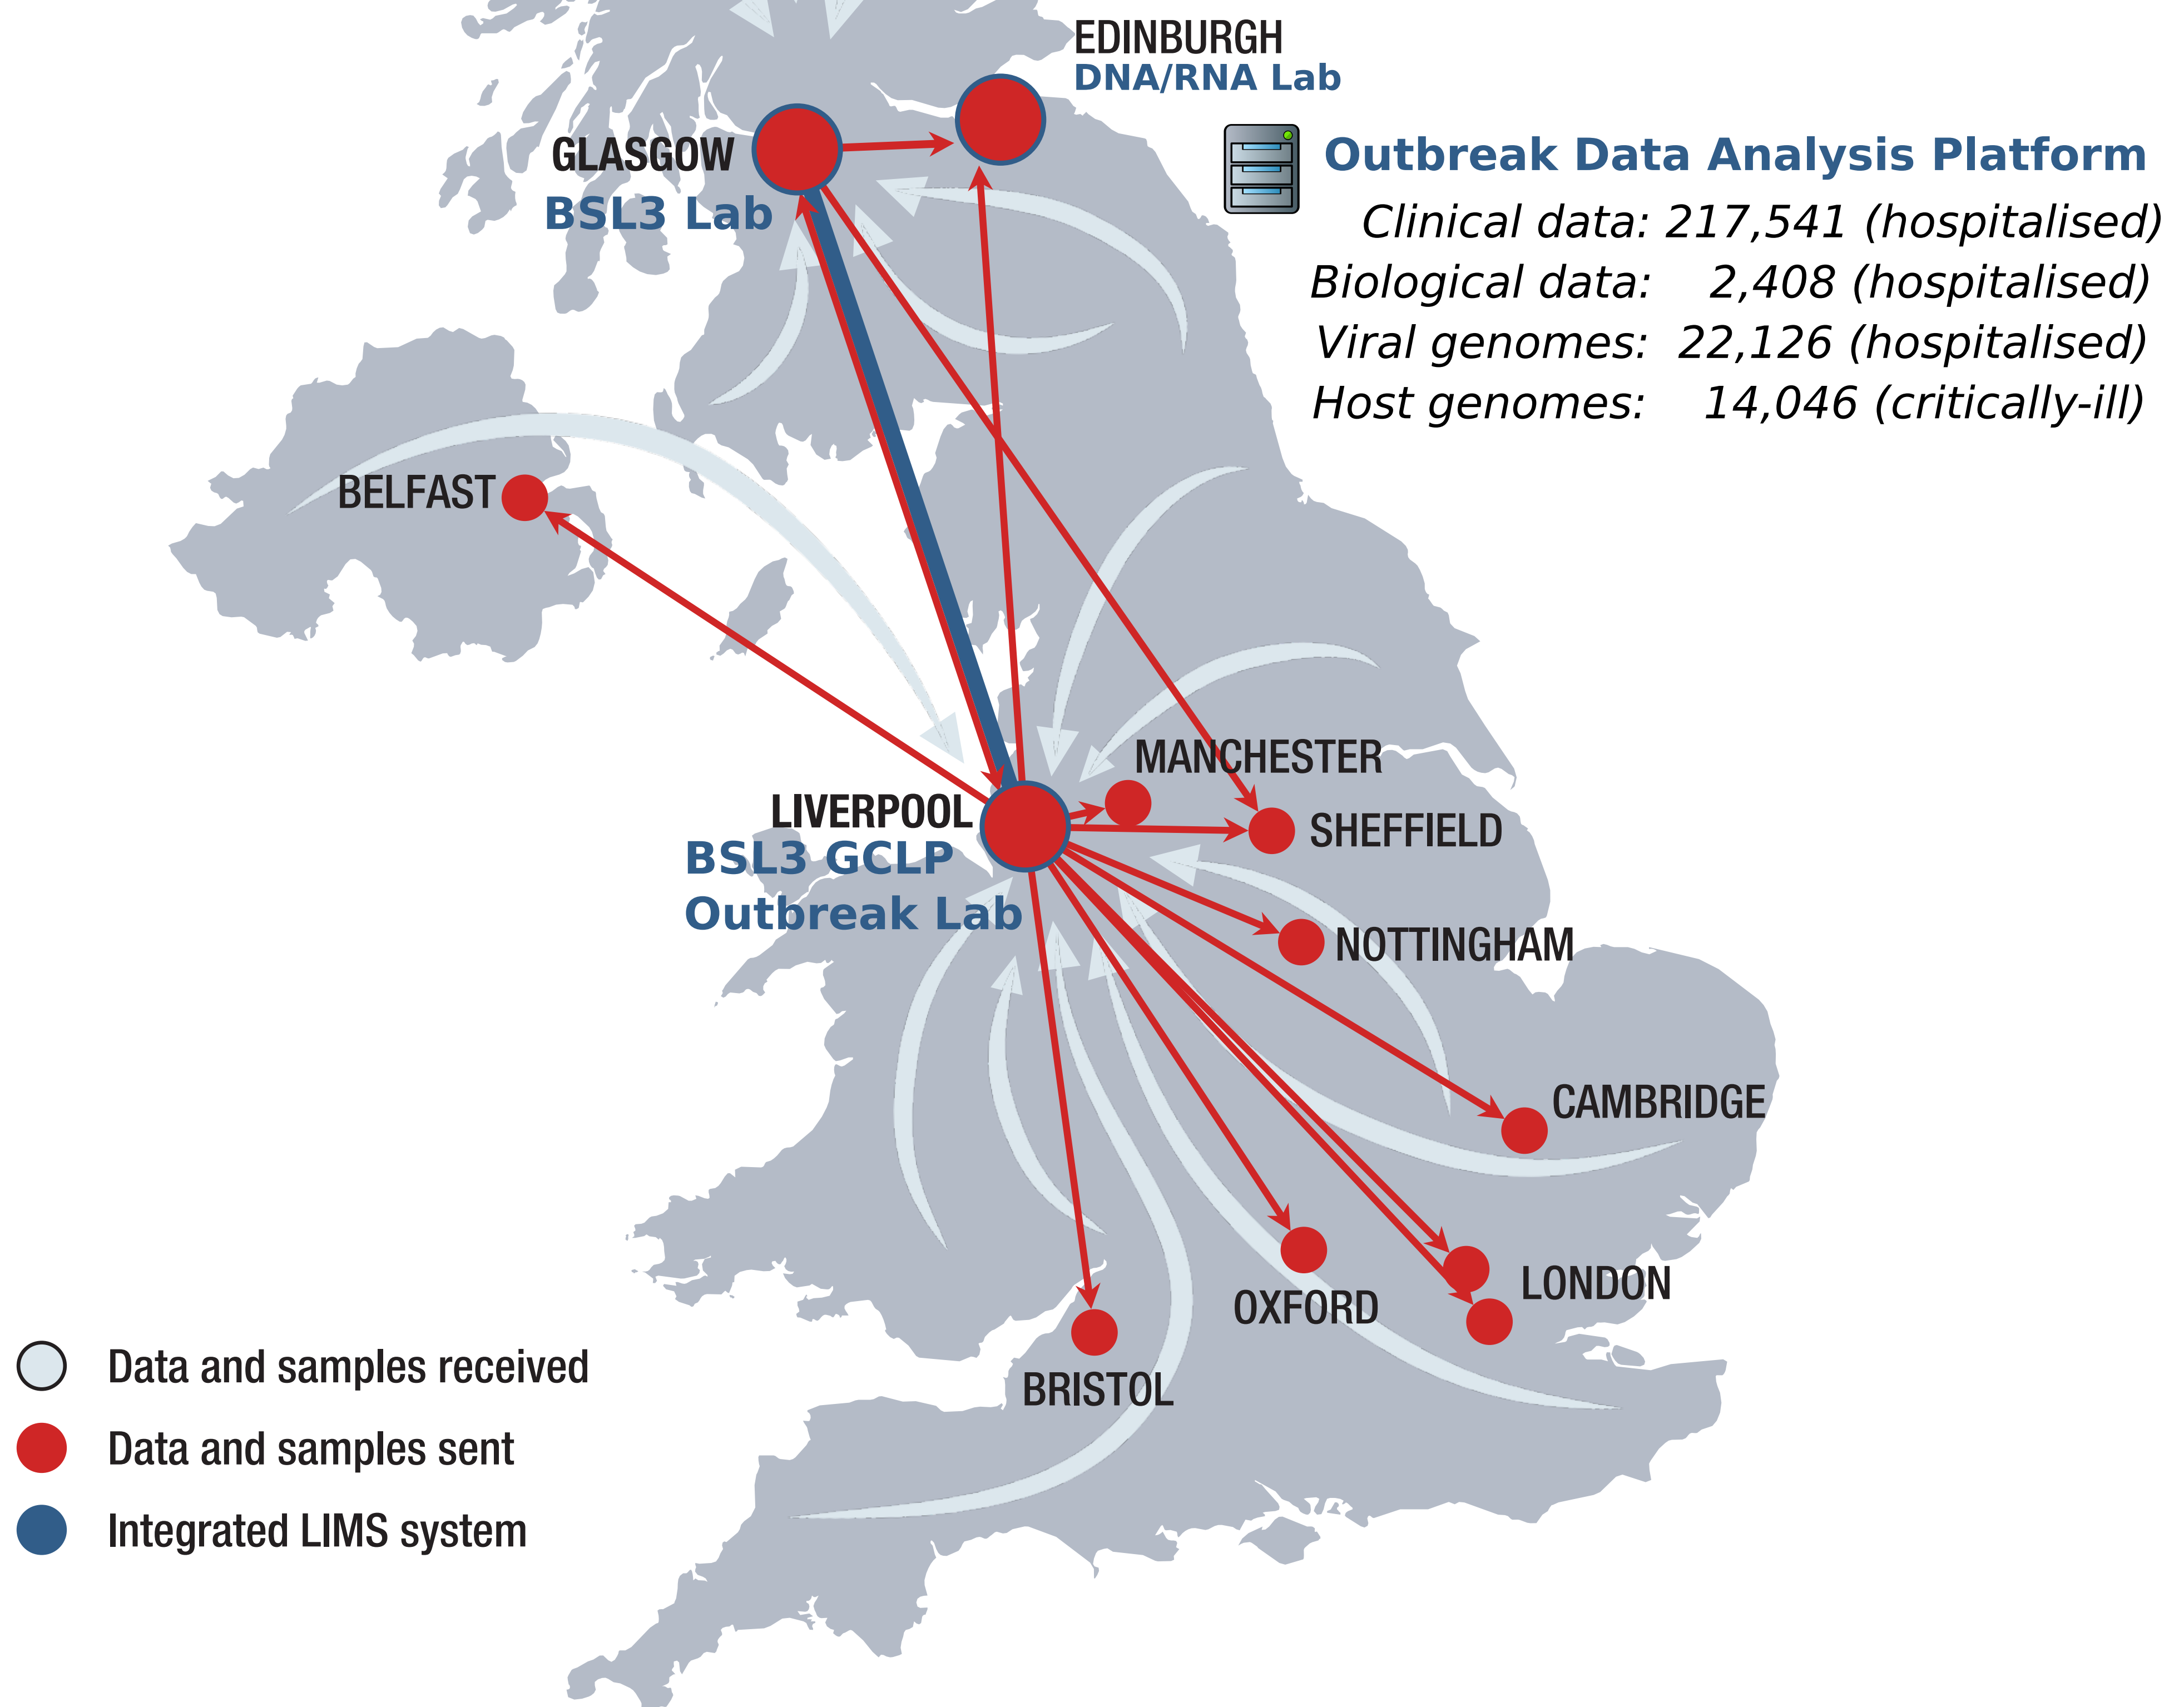 EDINBURGH
DNA/RNA Lab
GLASGOW
BSL3 Lab
Outbreak Data Analysis Platform
Clinical data: 217,541 (hospitalised)
Biological data: 2,408 (hospitalised)
Viral genomes: 22,126 (hospitalised)
Host genomes: 14,046 (critically-ill)
BELFAST
MANCHESTER
LIVERPOOL
BSL3 GCLP
Outbreak Lab
SHEFFIELD
NOTTINGHAM
CAMBRIDGE
LONDON
OXFORD
BRISTOL
Data and samples received
Data and samples sent
Integrated LIMS system